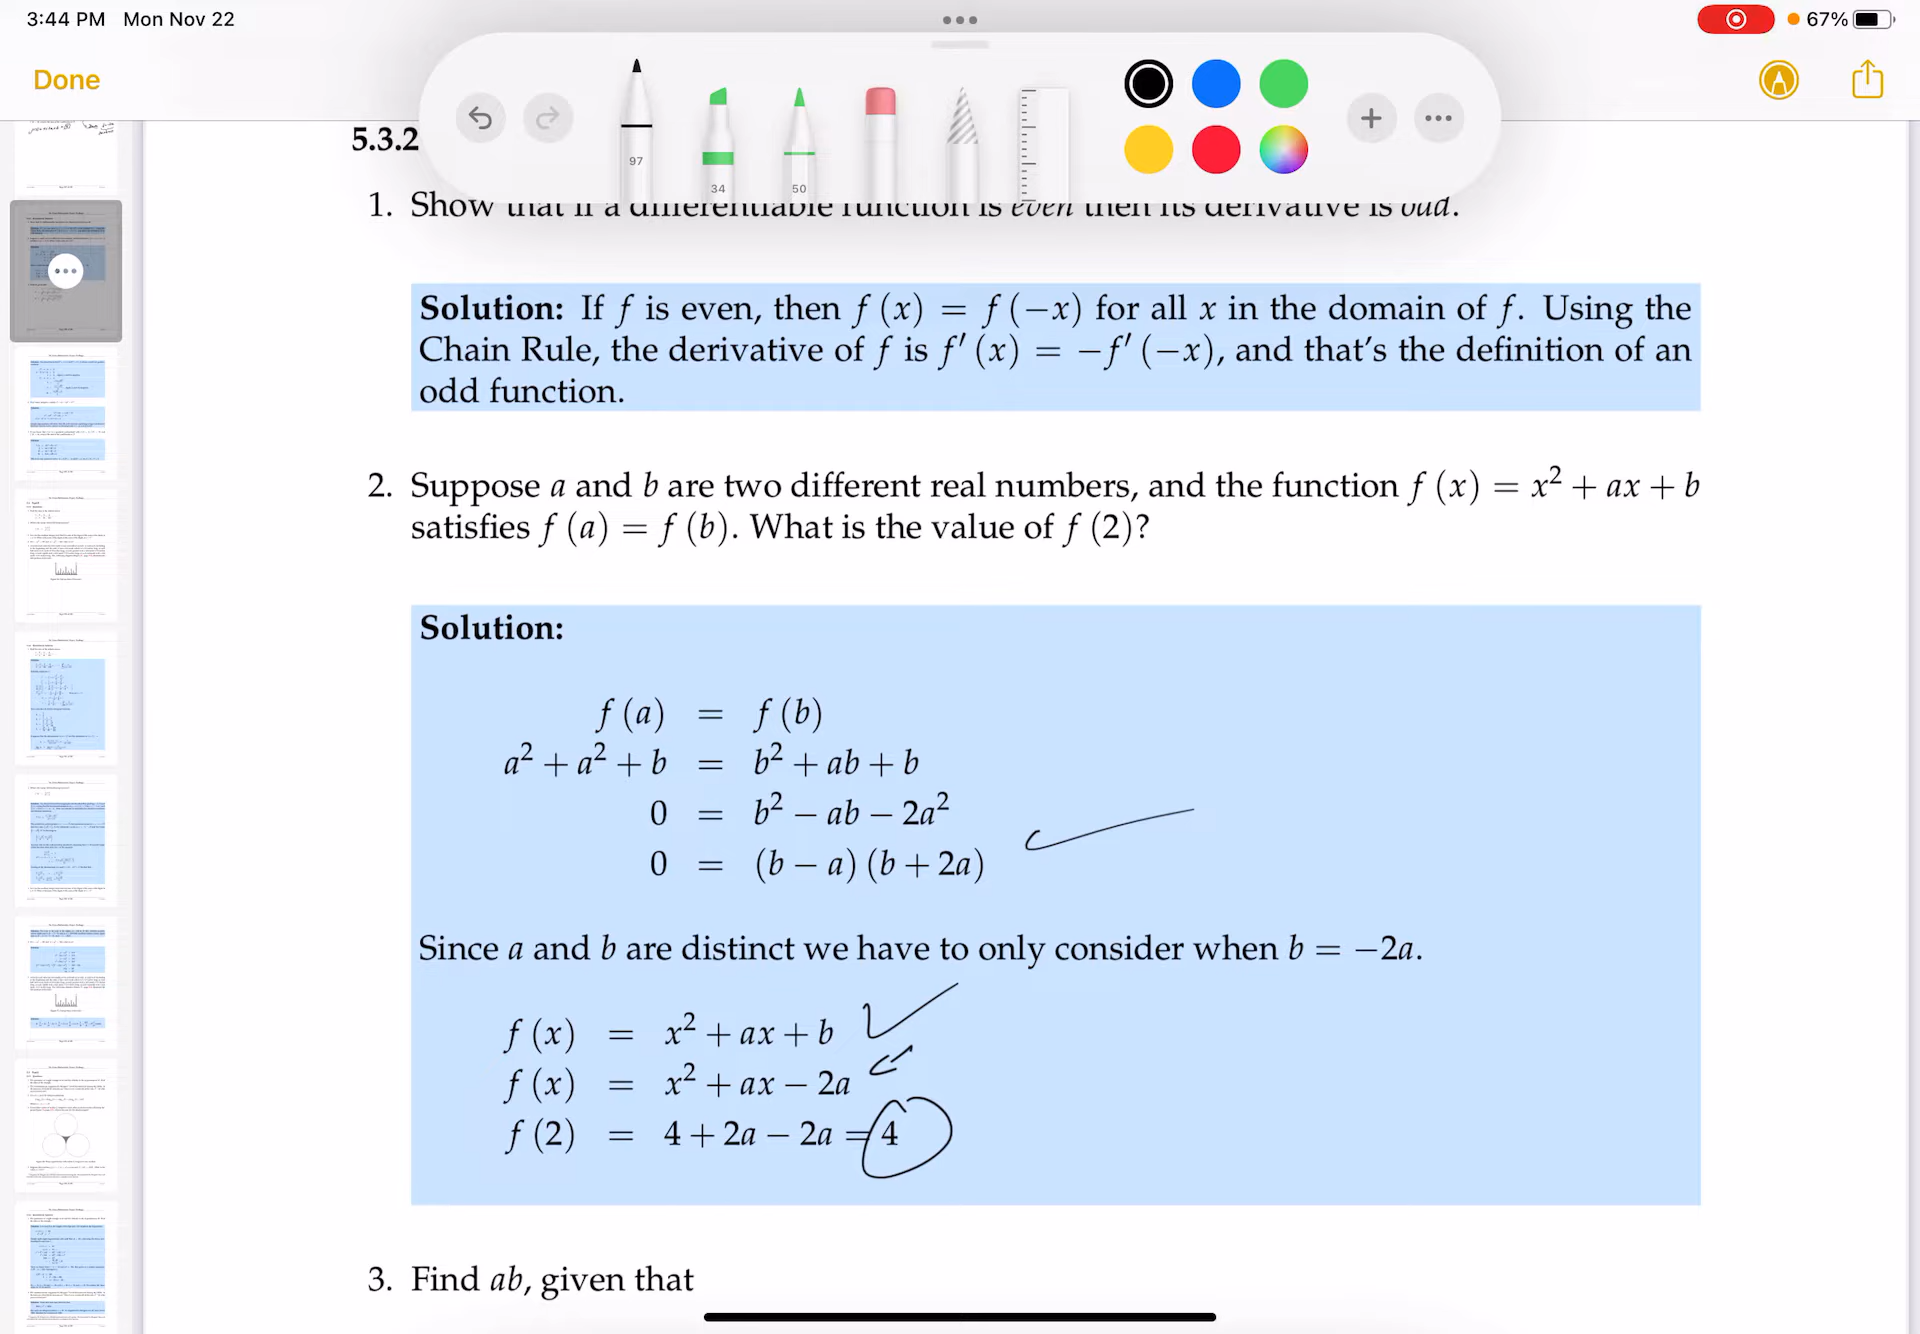 3:44 PM Mon Nov 22
67%
Done
97
34
50
5.3.2
1. Show that if a differentiable function is even then its derivative is odd.
Solution: If f is even, then f (x) = f (−x) for all x in the domain of f. Using the
Chain Rule, the derivative of f is f′ (x) = −f′ (−x), and that's the definition of an
odd function.
2. Suppose a and b are two different real numbers, and the function f (x) = x² + ax + b
satisfies f (a) = f (b). What is the value of f (2)?
Solution:
f (a) = f (b)
a² + a² + b = b² + ab + b
0 = b² − ab − 2a²
0 = (b − a) (b + 2a)
Since a and b are distinct we have to only consider when b = −2a.
f (x) = x² + ax + b
f (x) = x² + ax − 2a
f (2) = 4 + 2a − 2a = 4
3. Find ab, given that